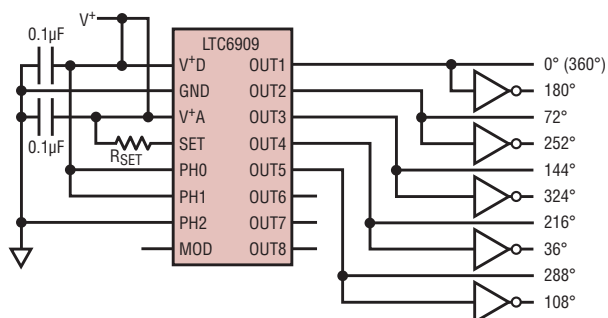 V+
0.1µF
LTC6909
V+D
OUT1
0° (360°)
GND
OUT2
180°
V+A
OUT3
72°
0.1µF
RSET
SET
OUT4
252°
PH0
OUT5
144°
PH1
OUT6
324°
PH2
OUT7
216°
MOD
OUT8
36°
288°
108°